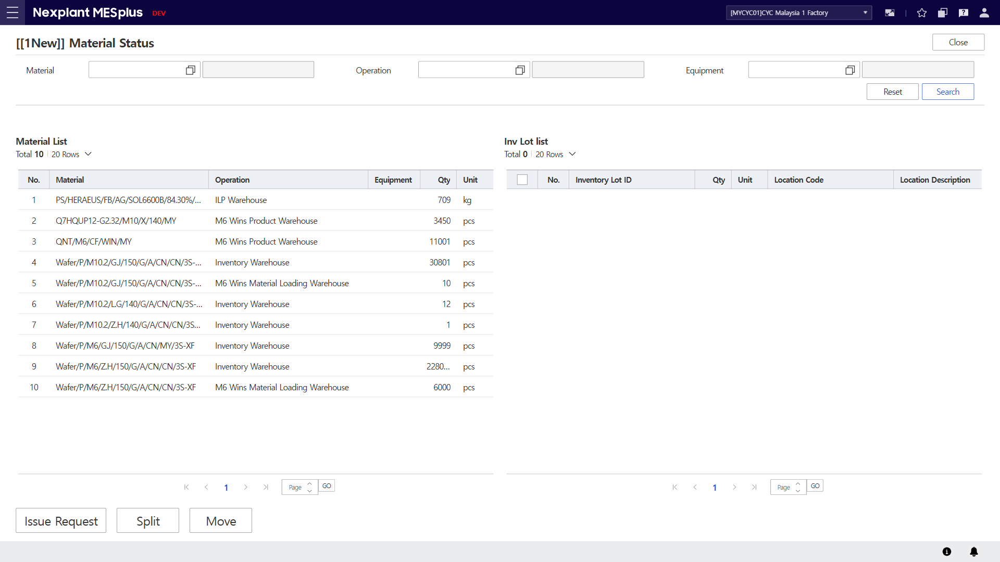 Nexplant MESplus DEV
[MYCYC01]CYC Malaysia 1 Factory
[[1New]] Material Status
Close
Material
Operation
Equipment
Reset
Search
Material List
Total 10 20 Rows
No. Material Operation Equipment Qty Unit
1 PS/HERAEUS/FB/AG/SOL6600B/84.30%/... ILP Warehouse 709 kg
2 Q7HQUP12-G2.32/M10/X/140/MY M6 Wins Product Warehouse 3450 pcs
3 QNT/M6/CF/WIN/MY M6 Wins Product Warehouse 11001 pcs
4 Wafer/P/M10.2/GJ/150/G/A/CN/CN/3S-... Inventory Warehouse 30801 pcs
5 Wafer/P/M10.2/GJ/150/G/A/CN/CN/3S-... M6 Wins Material Loading Warehouse 10 pcs
6 Wafer/P/M10.2/L.G/140/G/A/CN/CN/3S-... Inventory Warehouse 12 pcs
7 Wafer/P/M10.2/Z.H/140/G/A/CN/CN/3S... Inventory Warehouse 1 pcs
8 Wafer/P/M6/GJ/150/G/A/CN/MY/3S-XF Inventory Warehouse 9999 pcs
9 Wafer/P/M6/Z.H/150/G/A/CN/CN/3S-XF Inventory Warehouse 2280... pcs
10 Wafer/P/M6/Z.H/150/G/A/CN/CN/3S-XF M6 Wins Material Loading Warehouse 6000 pcs
1 Page GO
Inv Lot list
Total 0 20 Rows
No. Inventory Lot ID Qty Unit Location Code Location Description
1 Page GO
Issue Request
Split
Move